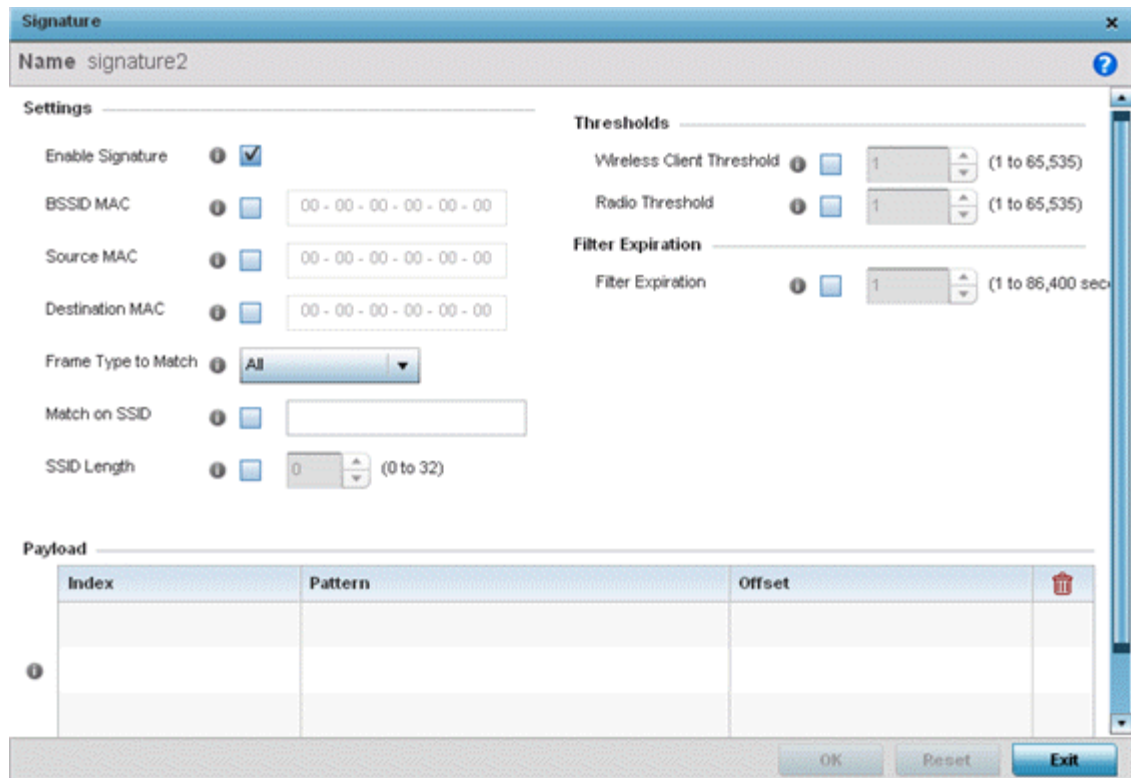 Signature
Name signature2
Settings
Enable Signature
BSSID MAC 00 - 00 - 00 - 00 - 00 - 00
Source MAC 00 - 00 - 00 - 00 - 00 - 00
Destination MAC 00 - 00 - 00 - 00 - 00 - 00
Frame Type to Match All
Match on SSID
SSID Length 0 (0 to 32)
Thresholds
Wireless Client Threshold 1 (1 to 65,535)
Radio Threshold 1 (1 to 65,535)
Filter Expiration
Filter Expiration 1 (1 to 86,400 sec
Payload
Index Pattern Offset
OK Reset Exit